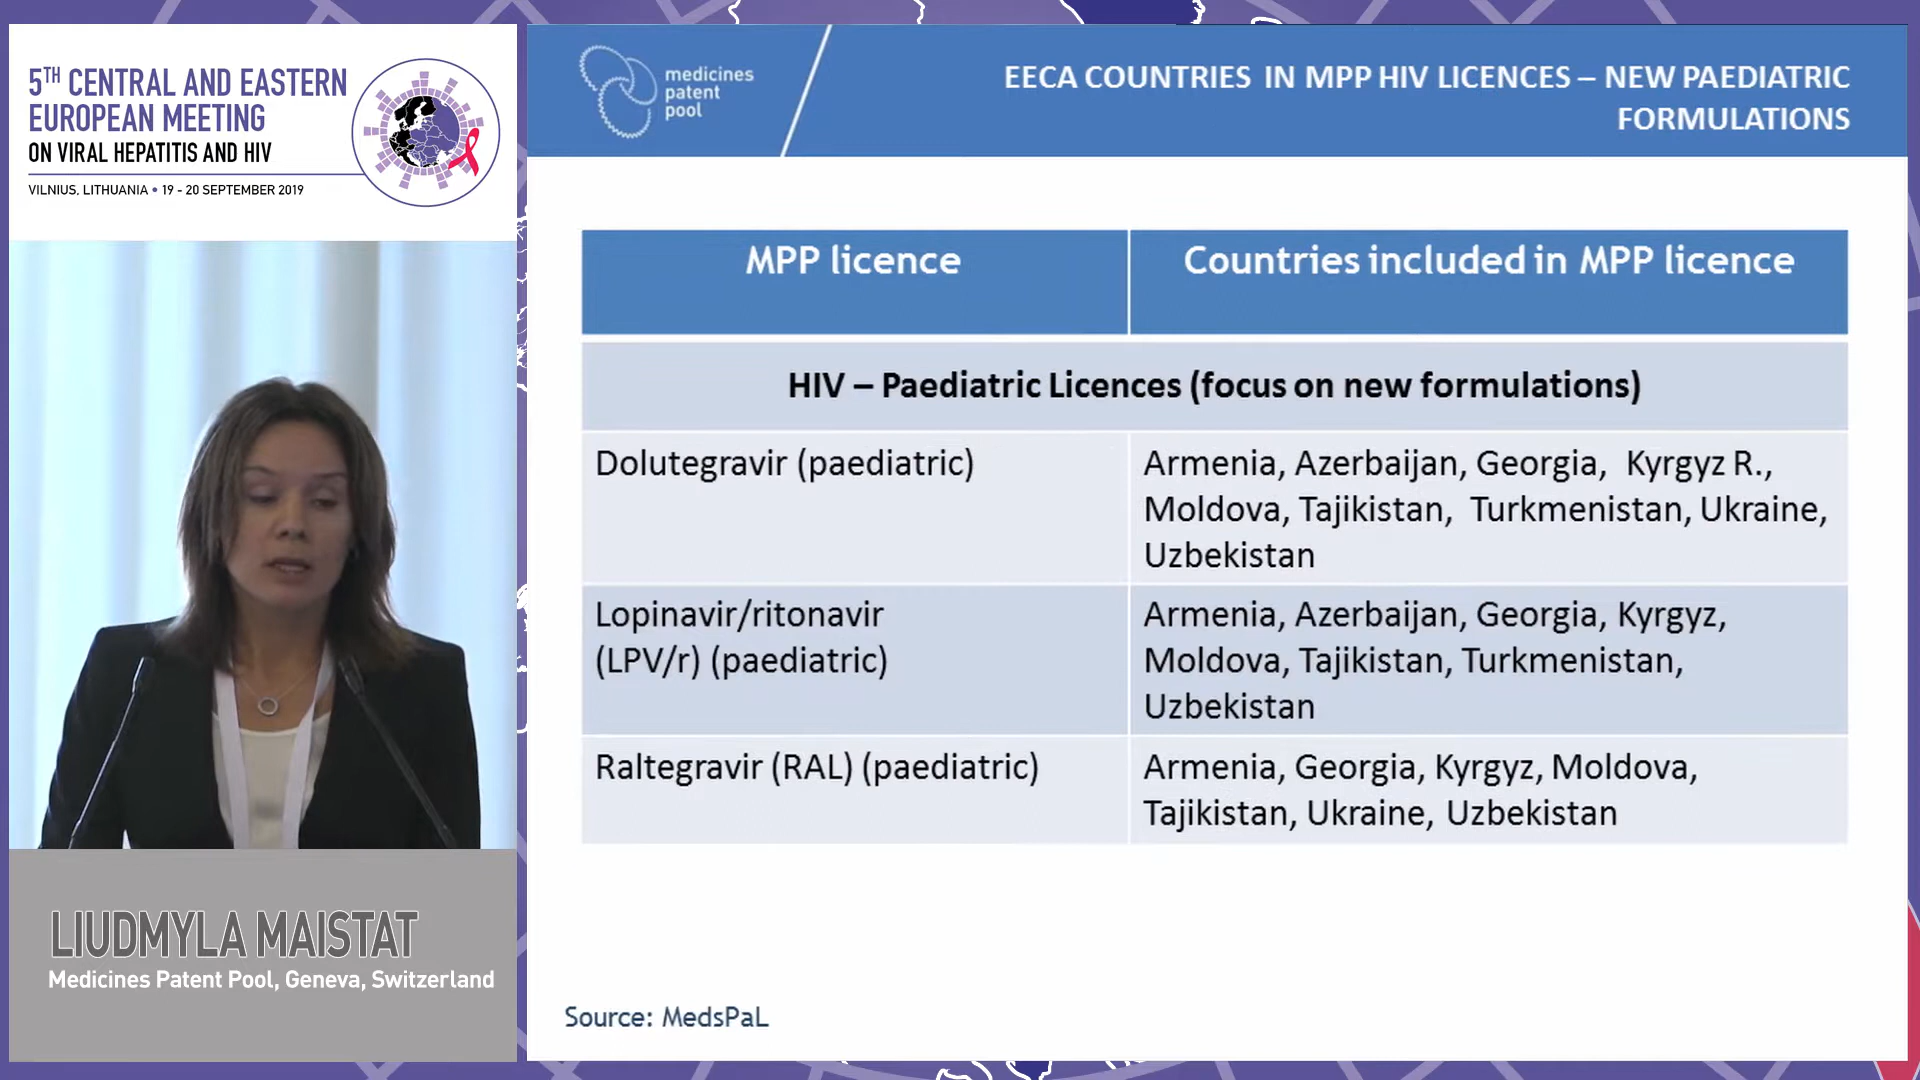 5TH CENTRAL AND EASTERN
EUROPEAN MEETING
ON VIRAL HEPATITIS AND HIV
VILNIUS, LITHUANIA • 19 - 20 SEPTEMBER 2019
LIUDMYLA MAISTAT
Medicines Patent Pool, Geneva, Switzerland
medicines
patent
pool
EECA COUNTRIES IN MPP HIV LICENCES – NEW PAEDIATRIC
FORMULATIONS
MPP licence
Countries included in MPP licence
HIV – Paediatric Licences (focus on new formulations)
Dolutegravir (paediatric)
Armenia, Azerbaijan, Georgia, Kyrgyz R.,
Moldova, Tajikistan, Turkmenistan, Ukraine,
Uzbekistan
Lopinavir/ritonavir
(LPV/r) (paediatric)
Armenia, Azerbaijan, Georgia, Kyrgyz,
Moldova, Tajikistan, Turkmenistan,
Uzbekistan
Raltegravir (RAL) (paediatric)
Armenia, Georgia, Kyrgyz, Moldova,
Tajikistan, Ukraine, Uzbekistan
Source: MedsPaL